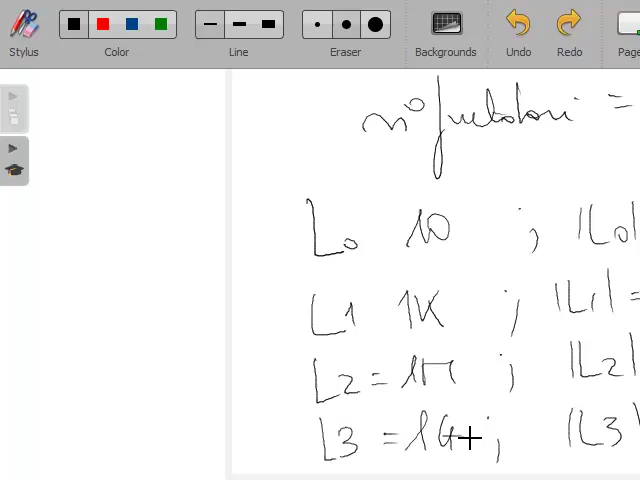 Stylus Color Line Eraser Backgrounds Undo Redo Page
n° =
L0 10 ; |L0|
L1 1K ; |L1| =
L2 = 1M ; |L2|
L3 = 1G ; |L3|